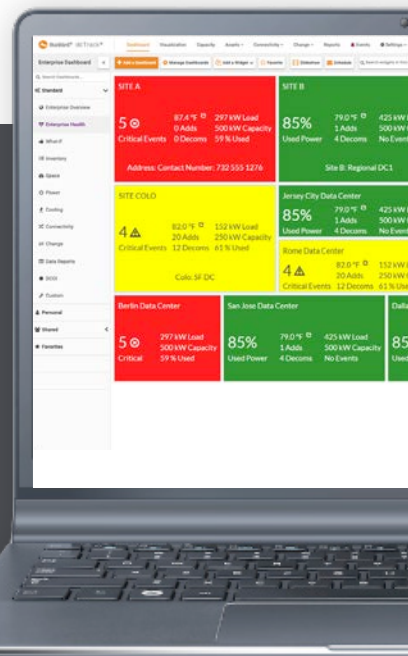 Sunbird® dcTrack®
Dashboard Visualization Capacity Assets Connectivity Change Reports Events Settings
Enterprise Dashboard
Add a Dashboard Manage Dashboards Add a Widget Favorite Slideshow Schedule
Search Dashboards...
Standard
Enterprise Overview
Enterprise Health
What-If
Inventory
Space
Power
Cooling
Connectivity
Change
Data Reports
DCOI
Custom
Personal
Shared
Favorites
SITE A
5
Critical Events
87.4 °F
0 Adds
0 Decoms
297 kW Load
500 kW Capacity
59 % Used
Address: Contact Number: 732 555 1276
SITE B
85%
Used Power
79.0 °F
1 Adds
4 Decoms
425 kW
500 kW
No Event
Site B: Regional DC1
SITE COLO
4
Critical Events
82.0 °F
20 Adds
12 Decoms
152 kW Load
250 kW Capacity
61 % Used
Colo: SF DC
Jersey City Data Center
85%
Used Power
79.0 °F
1 Adds
4 Decoms
425 kW
500 kW
No Event
Rome Data Center
4
Critical Events
82.0 °F
20 Adds
12 Decoms
152 kW
250 kW
61 % Use
Berlin Data Center
5
Critical
297 kW Load
500 kW Capacity
59 % Used
San Jose Data Center
85%
Used Power
79.0 °F
1 Adds
4 Decoms
425 kW Load
500 kW Capacity
No Events
Dalla
85
Used